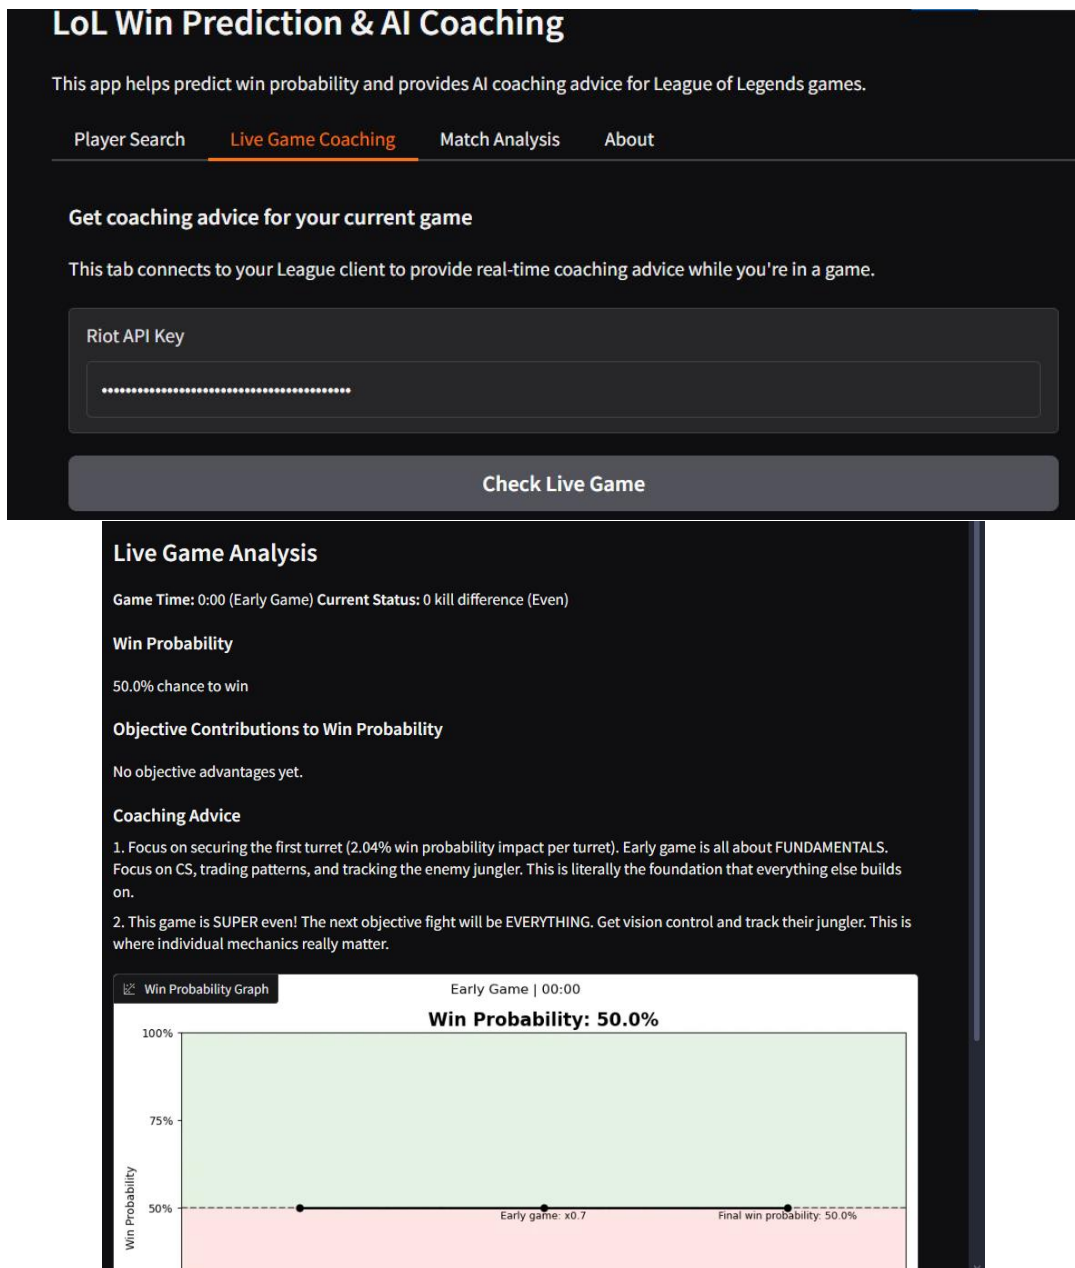 LoL Win Prediction & AI Coaching
This app helps predict win probability and provides AI coaching advice for League of Legends games.
Player Search
Live Game Coaching
Match Analysis
About
Get coaching advice for your current game
This tab connects to your League client to provide real-time coaching advice while you're in a game.
Riot API Key
••••••••••••••••••••••••••••••••••••••••••
Check Live Game
Live Game Analysis
Game Time: 0:00 (Early Game) Current Status: 0 kill difference (Even)
Win Probability
50.0% chance to win
Objective Contributions to Win Probability
No objective advantages yet.
Coaching Advice
1. Focus on securing the first turret (2.04% win probability impact per turret). Early game is all about FUNDAMENTALS.
Focus on CS, trading patterns, and tracking the enemy jungler. This is literally the foundation that everything else builds
on.
2. This game is SUPER even! The next objective fight will be EVERYTHING. Get vision control and track their jungler. This is
where individual mechanics really matter.
Win Probability Graph
Early Game | 00:00
Win Probability: 50.0%
100%
75%
50%
Win Probability
Early game: x0.7
Final win probability: 50.0%